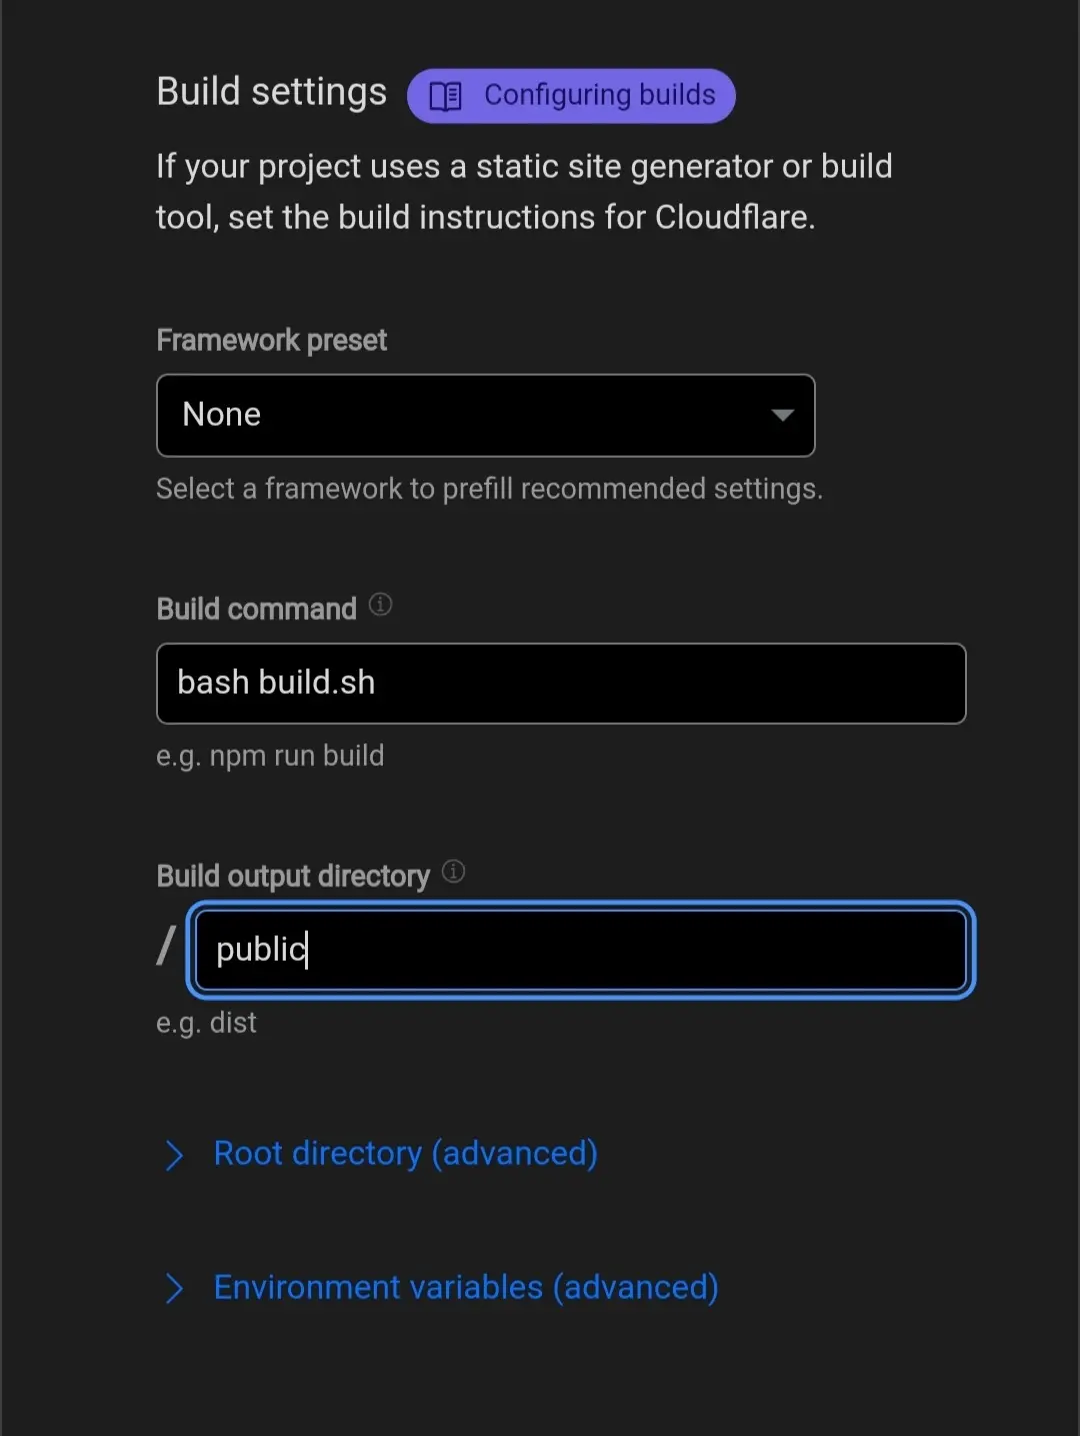 Build settings Configuring builds
If your project uses a static site generator or build
tool, set the build instructions for Cloudflare.
Framework preset
None
Select a framework to prefill recommended settings.
Build command
bash build.sh
e.g. npm run build
Build output directory
/ public
e.g. dist
Root directory (advanced)
Environment variables (advanced)